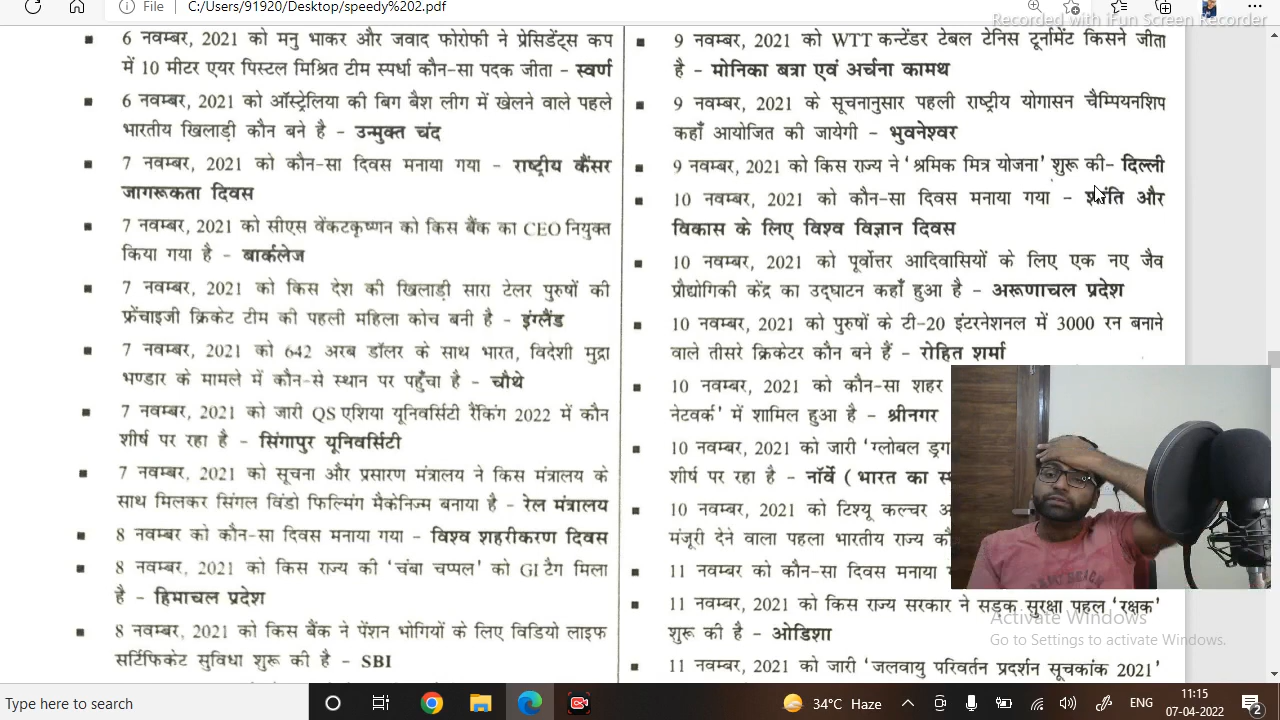 File
C:/Users/91920/Desktop/speedy%202.pdf
Recorded with iFun Screen Recorder
6 नवम्बर, 2021 को मनु भाकर और जवाद फोरोफी ने प्रेसिडेंट्स कप
में 10 मीटर एयर पिस्टल मिश्रित टीम स्पर्धा कौन-सा पदक जीता - स्वर्ण
6 नवम्बर, 2021 को ऑस्ट्रेलिया की बिग बैश लीग में खेलने वाले पहले
भारतीय खिलाड़ी कौन बने है - उन्मुक्त चंद
7 नवम्बर, 2021 को कौन-सा दिवस मनाया गया - राष्ट्रीय कैंसर
जागरूकता दिवस
7 नवम्बर, 2021 को सीएस वेंकटकृष्णन को किस बैंक का CEO नियुक्त
किया गया है - बार्कलेज
7 नवम्बर, 2021 को किस देश की खिलाड़ी सारा टेलर पुरुषों की
फ्रेंचाइजी क्रिकेट टीम की पहली महिला कोच बनी है - इंग्लैंड
7 नवम्बर, 2021 को 642 अरब डॉलर के साथ भारत, विदेशी मुद्रा
भण्डार के मामले में कौन-से स्थान पर पहुँचा है - चौथे
7 नवम्बर, 2021 को जारी QS एशिया यूनिवर्सिटी रैंकिंग 2022 में कौन
शीर्ष पर रहा है - सिंगापुर यूनिवर्सिटी
7 नवम्बर, 2021 को सूचना और प्रसारण मंत्रालय ने किस मंत्रालय के
साथ मिलकर सिंगल विंडो फिल्मिंग मैकेनिज्म बनाया है - रेल मंत्रालय
8 नवम्बर को कौन-सा दिवस मनाया गया - विश्व शहरीकरण दिवस
8 नवम्बर, 2021 को किस राज्य की 'चंबा चप्पल' को GI टैग मिला
है - हिमाचल प्रदेश
8 नवम्बर, 2021 को किस बैंक ने पेंशन भोगियों के लिए विडियो लाइफ
सर्टिफिकेट सुविधा शुरू की है - SBI
9 नवम्बर, 2021 को WTT कन्टेंडर टेबल टेनिस टूर्नामेंट किसने जीता
है - मोनिका बत्रा एवं अर्चना कामथ
9 नवम्बर, 2021 के सूचनानुसार पहली राष्ट्रीय योगासन चैम्पियनशिप
कहाँ आयोजित की जायेगी - भुवनेश्वर
9 नवम्बर, 2021 को किस राज्य ने 'श्रमिक मित्र योजना' शुरू की- दिल्ली
10 नवम्बर, 2021 को कौन-सा दिवस मनाया गया - शांति और
विकास के लिए विश्व विज्ञान दिवस
10 नवम्बर, 2021 को पूर्वोत्तर आदिवासियों के लिए एक नए जैव
प्रौद्योगिकी केंद्र का उद्घाटन कहाँ हुआ है - अरूणाचल प्रदेश
10 नवम्बर, 2021 को पुरुषों के टी-20 इंटरनेशनल में 3000 रन बनाने
वाले तीसरे क्रिकेटर कौन बने हैं - रोहित शर्मा
10 नवम्बर, 2021 को कौन-सा शहर
नेटवर्क' में शामिल हुआ है - श्रीनगर
10 नवम्बर, 2021 को जारी 'ग्लोबल ड्रग
शीर्ष पर रहा है - नॉर्वे ( भारत का
10 नवम्बर, 2021 को टिश्यू कल्चर
मंजूरी देने वाला पहला भारतीय राज्य
11 नवम्बर को कौन-सा दिवस मनाया
11 नवम्बर, 2021 को किस राज्य सरकार ने सड़क सुरक्षा पहल 'रक्षक'
शुरू की है - ओडिशा
11 नवम्बर, 2021 को जारी 'जलवायु परिवर्तन प्रदर्शन सूचकांक 2021'
Activate Windows
Go to Settings to activate Windows.
Type here to search
34°C Haze
ENG
11:15
07-04-2022
2